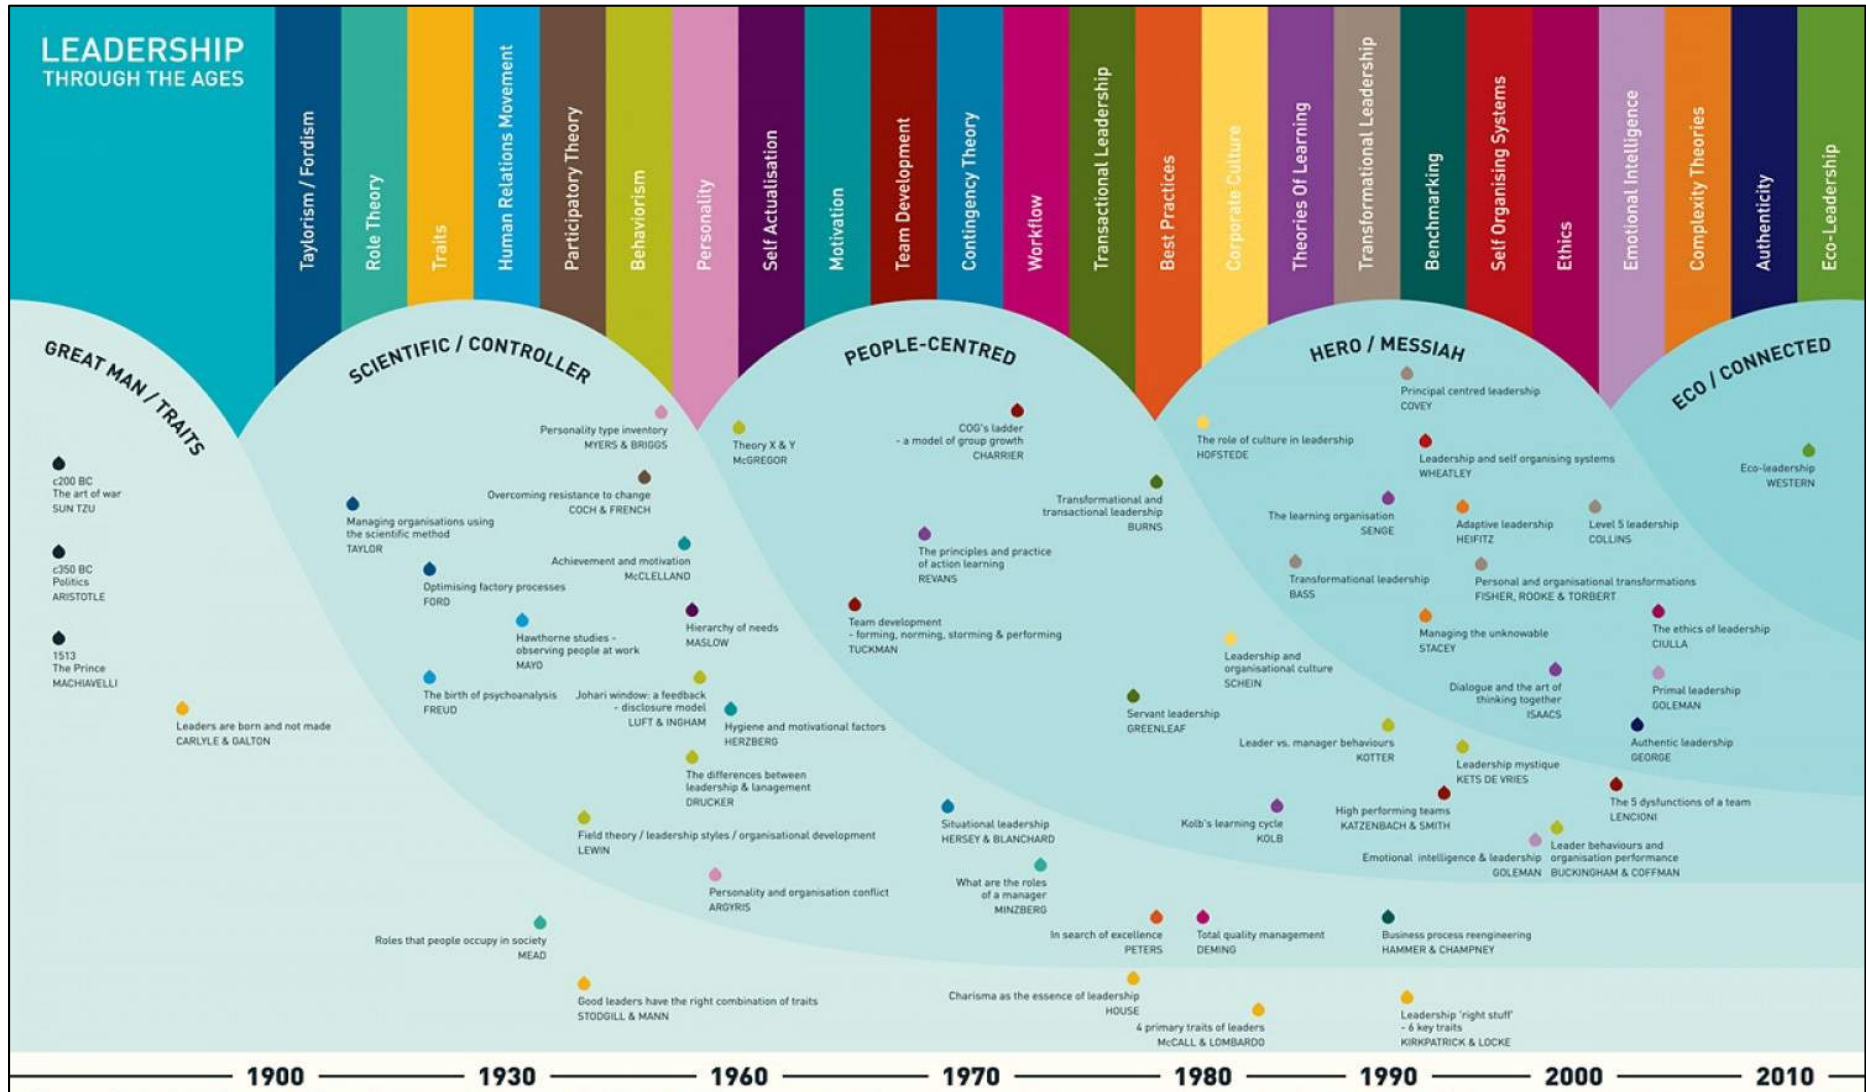 LEADERSHIP
THROUGH THE AGES
Taylorism / Fordism
Role Theory
Traits
Human Relations Movement
Participatory Theory
Behaviorism
Personality
Self Actualisation
Motivation
Team Development
Contingency Theory
Workflow
Transactional Leadership
Best Practices
Corporate Culture
Theories Of Learning
Transformational Leadership
Benchmarking
Self Organising Systems
Ethics
Emotional Intelligence
Complexity Theories
Authenticity
Eco-Leadership
GREAT MAN / TRAITS
SCIENTIFIC / CONTROLLER
PEOPLE-CENTRED
HERO / MESSIAH
ECO / CONNECTED
c200 BC
The art of war
SUN TZU
c350 BC
Politics
ARISTOTLE
1513
The Prince
MACHIAVELLI
Leaders are born and not made
CARLYLE & GALTON
Personality type inventory
MYERS & BRIGGS
Overcoming resistance to change
COCH & FRENCH
Managing organisations using
the scientific method
TAYLOR
Achievement and motivation
McCLELLAND
Optimising factory processes
FORD
Hawthorne studies -
observing people at work
MAYO
Hierarchy of needs
MASLOW
The birth of psychoanalysis
FREUD
Johari window: a feedback
- disclosure model
LUFT & INGHAM
Hygiene and motivational factors
HERZBERG
The differences between
leadership & lanagement
DRUCKER
Field theory / leadership styles / organisational development
LEWIN
Personality and organisation conflict
ARGYRIS
Roles that people occupy in society
MEAD
Good leaders have the right combination of traits
STODGILL & MANN
Theory X & Y
McGREGOR
COG's ladder
- a model of group growth
CHARRIER
Transformational and
transactional leadership
BURNS
The principles and practice
of action learning
REVANS
Team development
- forming, norming, storming & performing
TUCKMAN
Servant leadership
GREENLEAF
Situational leadership
HERSEY & BLANCHARD
What are the roles
of a manager
MINZBERG
In search of excellence
PETERS
Total quality management
DEMING
Charisma as the essence of leadership
HOUSE
4 primary traits of leaders
McCALL & LOMBARDO
Principal centred leadership
COVEY
The role of culture in leadership
HOFSTEDE
Leadership and self organising systems
WHEATLEY
The learning organisation
SENGE
Adaptive leadership
HEIFITZ
Level 5 leadership
COLLINS
Transformational leadership
BASS
Personal and organisational transformations
FISHER, ROOKE & TORBERT
Managing the unknowable
STACEY
The ethics of leadership
CIULLA
Leadership and
organisational culture
SCHEIN
Dialogue and the art of
thinking together
ISAACS
Primal leadership
GOLEMAN
Leader vs. manager behaviours
KOTTER
Authentic leadership
GEORGE
Leadership mystique
KETS DE VRIES
Kolb's learning cycle
KOLB
High performing teams
KATZENBACH & SMITH
The 5 dysfunctions of a team
LENCIONI
Emotional intelligence & leadership
GOLEMAN
Leader behaviours and
organisation performance
BUCKINGHAM & COFFMAN
Business process reengineering
HAMMER & CHAMPNEY
Leadership 'right stuff'
- 6 key traits
KIRKPATRICK & LOCKE
Eco-leadership
WESTERN
1900
1930
1960
1970
1980
1990
2000
2010